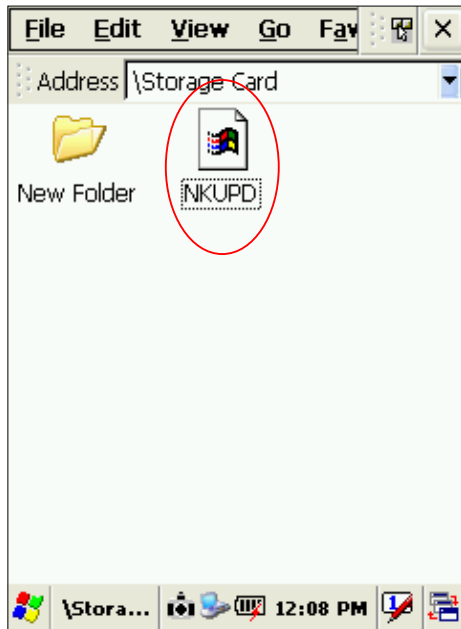 File Edit View Go Fav
Address \Storage Card
New Folder NKUPD
\Stora... 12:08 PM